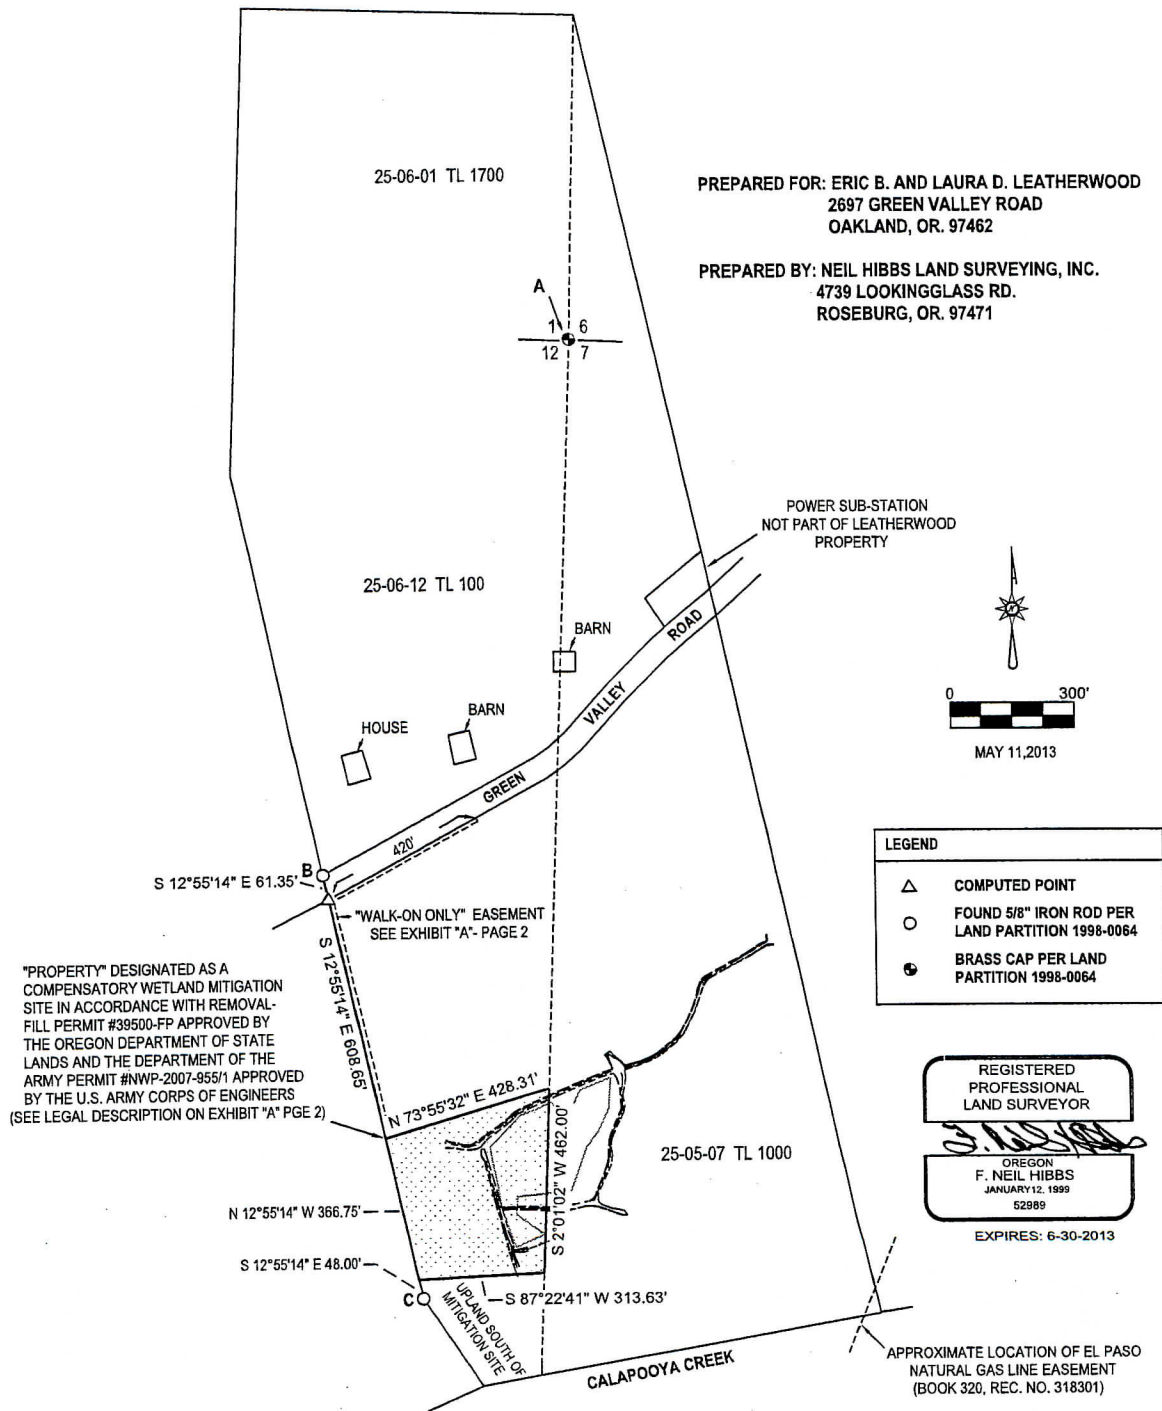 25-06-01 TL 1700
PREPARED FOR: ERIC B. AND LAURA D. LEATHERWOOD
2697 GREEN VALLEY ROAD
OAKLAND, OR. 97462
PREPARED BY: NEIL HIBBS LAND SURVEYING, INC.
4739 LOOKINGGLASS RD.
ROSEBURG, OR. 97471
A
1 6
12 7
POWER SUB-STATION
NOT PART OF LEATHERWOOD
PROPERTY
25-06-12 TL 100
BARN
ROAD
VALLEY
GREEN
HOUSE
BARN
0 300'
MAY 11,2013
420'
B
S 12°55'14" E 61.35'
"WALK-ON ONLY" EASEMENT
SEE EXHIBIT "A"- PAGE 2
S 12°55'14" E 608.65'
LEGEND
COMPUTED POINT
FOUND 5/8" IRON ROD PER
LAND PARTITION 1998-0064
BRASS CAP PER LAND
PARTITION 1998-0064
"PROPERTY" DESIGNATED AS A
COMPENSATORY WETLAND MITIGATION
SITE IN ACCORDANCE WITH REMOVAL-
FILL PERMIT #39500-FP APPROVED BY
THE OREGON DEPARTMENT OF STATE
LANDS AND THE DEPARTMENT OF THE
ARMY PERMIT #NWP-2007-955/1 APPROVED
BY THE U.S. ARMY CORPS OF ENGINEERS
(SEE LEGAL DESCRIPTION ON EXHIBIT "A" PGE 2)
N 73°55'32" E 428.31'
S 2°01'02" W 462.00'
25-05-07 TL 1000
REGISTERED
PROFESSIONAL
LAND SURVEYOR
OREGON
F. NEIL HIBBS
JANUARY12, 1999
52989
EXPIRES: 6-30-2013
N 12°55'14" W 366.75'
S 12°55'14" E 48.00'
C
S 87°22'41" W 313.63'
UPLAND SOUTH OF
MITIGATION SITE
CALAPOOYA CREEK
APPROXIMATE LOCATION OF EL PASO
NATURAL GAS LINE EASEMENT
(BOOK 320, REC. NO. 318301)